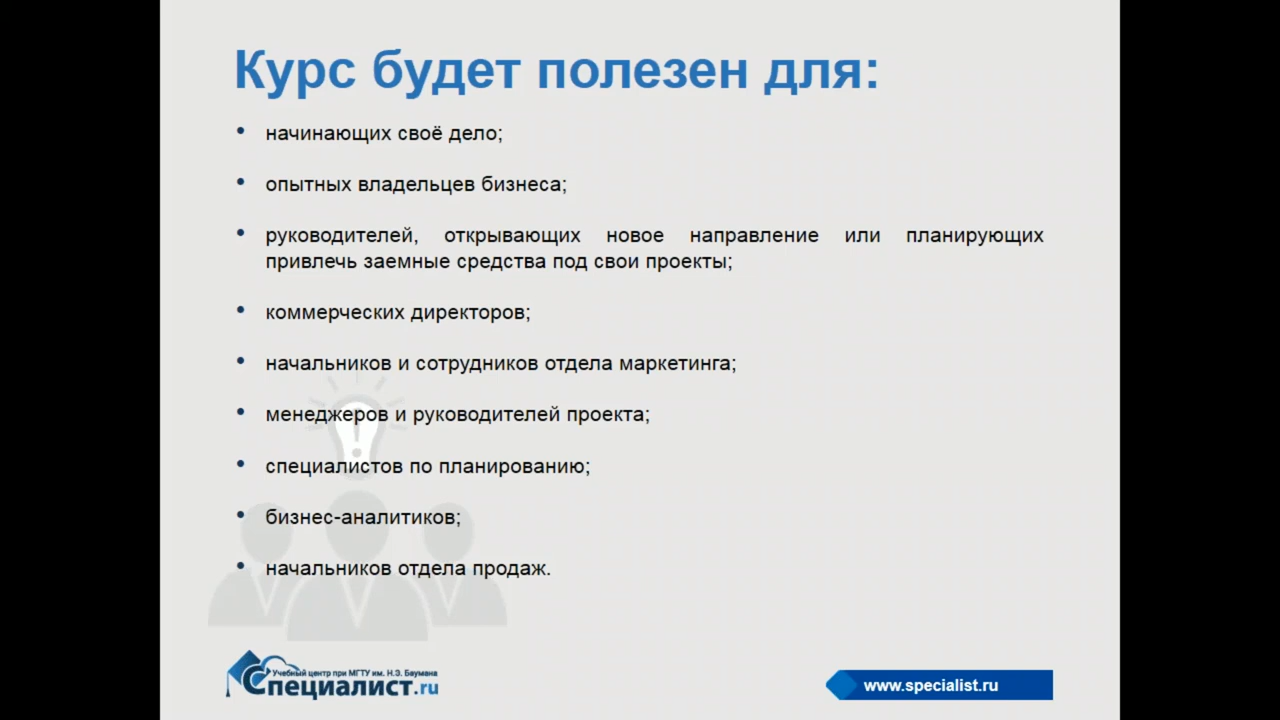 Курс будет полезен для:
• начинающих своё дело;
• опытных владельцев бизнеса;
• руководителей, открывающих новое направление или планирующих
привлечь заемные средства под свои проекты;
• коммерческих директоров;
• начальников и сотрудников отдела маркетинга;
• менеджеров и руководителей проекта;
• специалистов по планированию;
• бизнес-аналитиков;
• начальников отдела продаж.
Учебный центр при МГТУ им. Н.Э. Баумана
Специалист.ru
www.specialist.ru